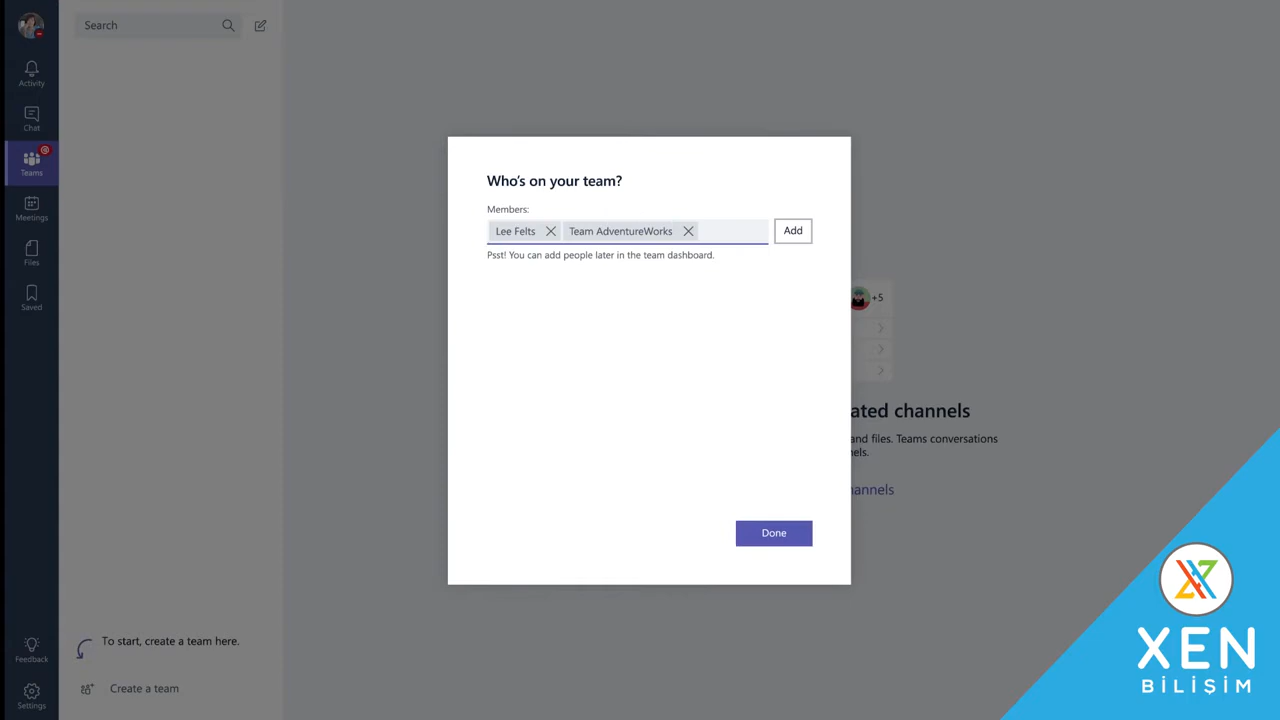 Search
Activity
Chat
Teams
Meetings
Files
Saved
Who's on your team?
Members:
Lee Felts Team AdventureWorks Add
Psst! You can add people later in the team dashboard.
Done
+5
ated channels
and files. Teams conversations
nels.
hannels
To start, create a team here.
Create a team
Feedback
Settings
XEN
BİLİŞİM